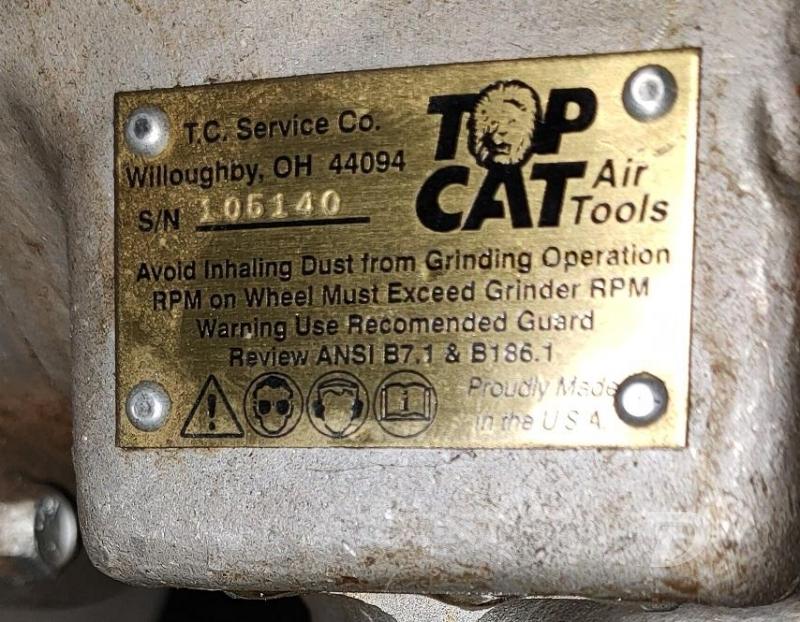 T.C. Service Co.
Willoughby, OH 44094
S/N 105140
TOP
CAT Air
Tools
Avoid Inhaling Dust from Grinding Operation
RPM on Wheel Must Exceed Grinder RPM
Warning Use Recomended Guard
Review ANSI B7.1 & B186.1
Proudly Made
in the U S A